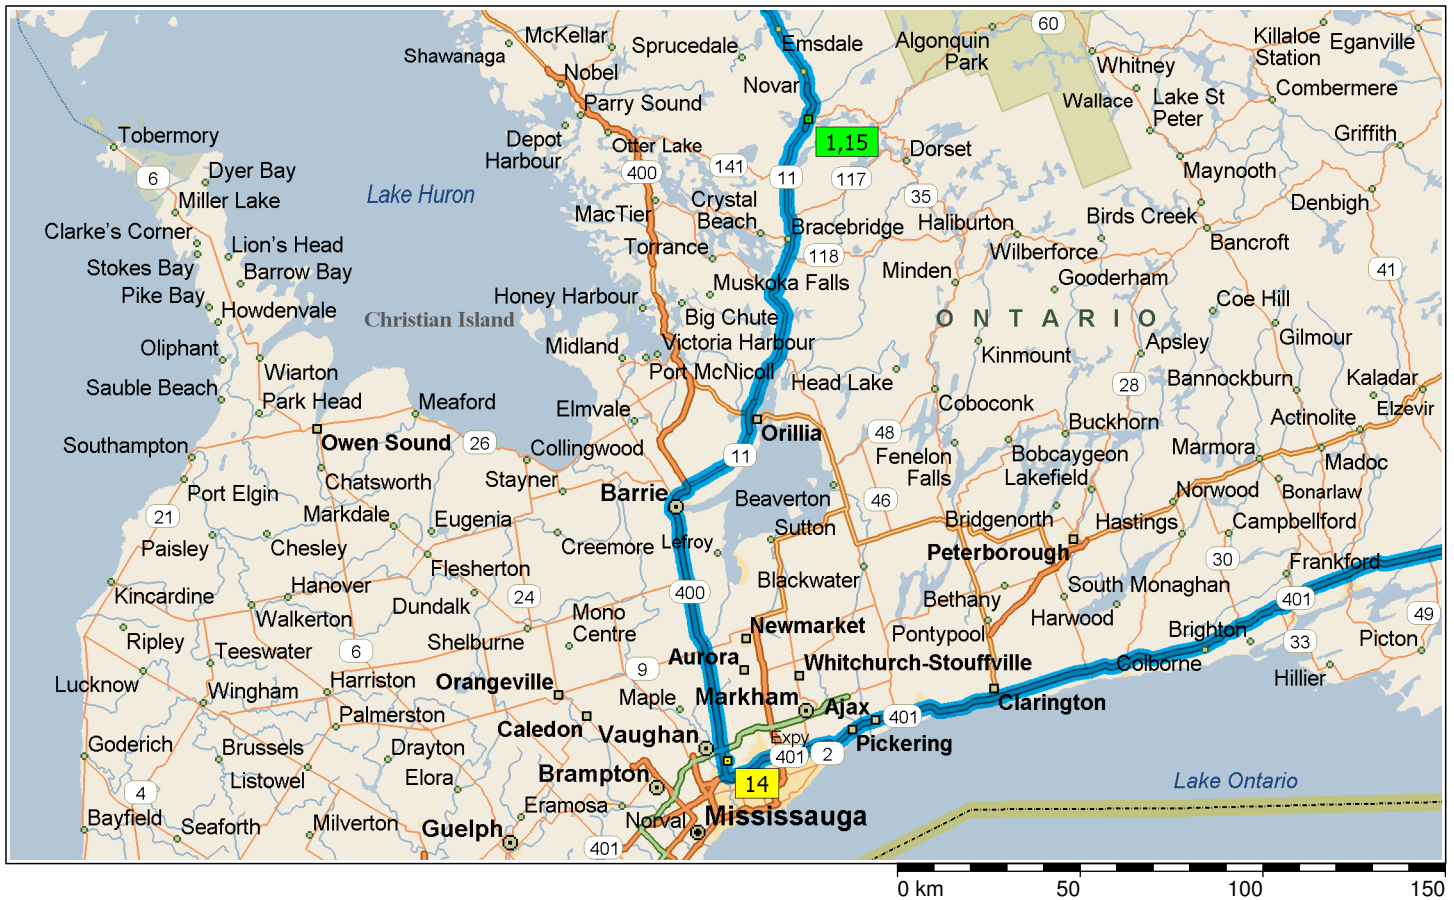 60
McKellar
Emsdale
Killaloe
Station
Algonquin
Park
Sprucedale
Eganville
Shawanaga
Whitney
Nobel
Novar
Combermere
Wallace
Lake St
Peter
Parry Sound
Tobermory
Depot
Harbour
Otter Lake
1,15
Dorset
Griffith
141
6
Dyer Bay
400
11
117
Maynooth
Lake Huron
35
Miller Lake
Crystal
Beach
Denbigh
MacTier
Birds Creek
Clarke's Corner
Bracebridge
Haliburton
Lion's Head
Torrance
Wilberforce
Bancroft
118
Stokes Bay
Barrow Bay
Minden
Gooderham
41
Pike Bay
Honey Harbour
Muskoka Falls
Coe Hill
Howdenvale
Christian Island
Big Chute
ONTARIO
Gilmour
Oliphant
Midland
Victoria Harbour
Kinmount
Apsley
Wiarton
Port McNicoll
Head Lake
28
Bannockburn
Kaladar
Sauble Beach
Park Head
Meaford
Elmvale
Coboconk
Actinolite
Elzevir
Southampton
Owen Sound
26
Collingwood
Orillia
48
Buckhorn
Marmora
11
Fenelon
Falls
Bobcaygeon
Madoc
Chatsworth
Stayner
Barrie
Lakefield
Port Elgin
Beaverton
46
Norwood
Bonarlaw
21
Markdale
Eugenia
Sutton
Bridgenorth
Hastings
Campbellford
Paisley
Chesley
Creemore
Lefroy
Peterborough
30
Frankford
Flesherton
Blackwater
Kincardine
Hanover
400
South Monaghan
401
24
Dundalk
Bethany
Walkerton
Mono
Centre
Newmarket
Harwood
49
Ripley
Shelburne
Pontypool
Brighton
33
Picton
Teeswater
6
Aurora
Whitchurch-Stouffville
Colborne
9
Lucknow
Wingham
Harriston
Orangeville
Maple
Markham
Ajax
Clarington
Hillier
Palmerston
401
Caledon
Vaughan
Expy
Pickering
Goderich
Brussels
Drayton
401
2
Listowel
Elora
Brampton
14
Lake Ontario
4
Eramosa
Bayfield
Seaforth
Milverton
Guelph
Norval
Mississauga
401
0 km
50
100
150